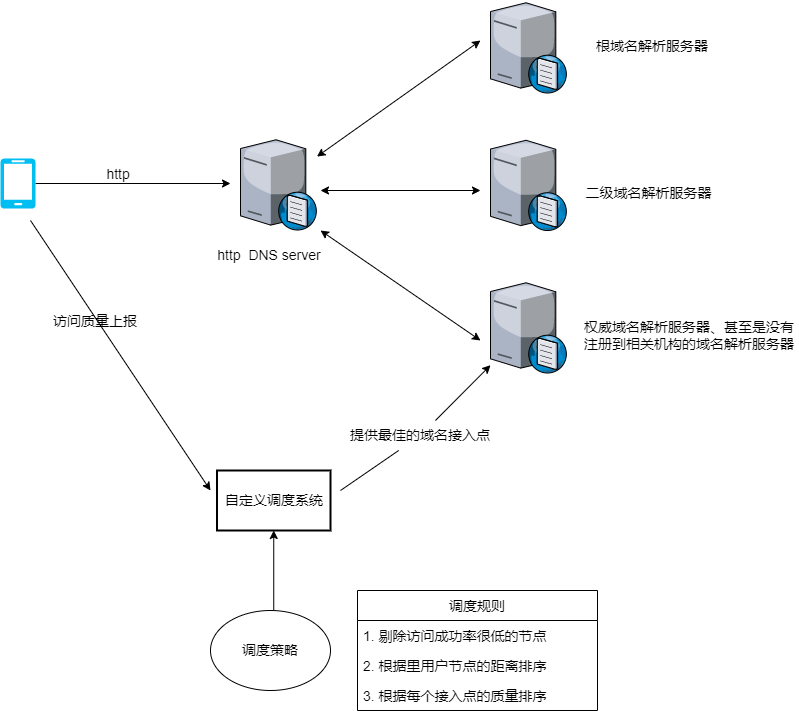 根域名解析服务器
http
二级域名解析服务器
http DNS server
访问质量上报
权威域名解析服务器、甚至是没有
注册到相关机构的域名解析服务器
提供最佳的域名接入点
自定义调度系统
调度策略
调度规则
1. 剔除访问成功率很低的节点
2. 根据里用户节点的距离排序
3. 根据每个接入点的质量排序